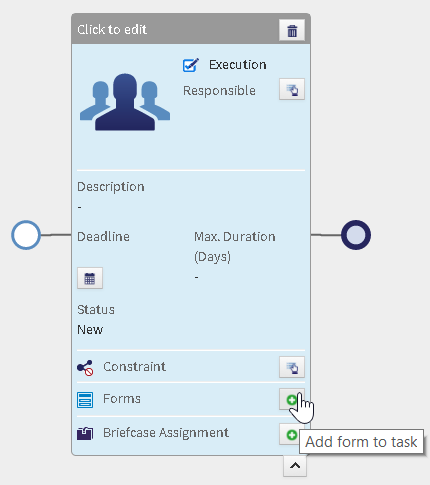 Click to edit
Execution
Responsible
Description
-
Deadline
Max. Duration
(Days)
-
Status
New
Constraint
Forms
Briefcase Assignment
Add form to task